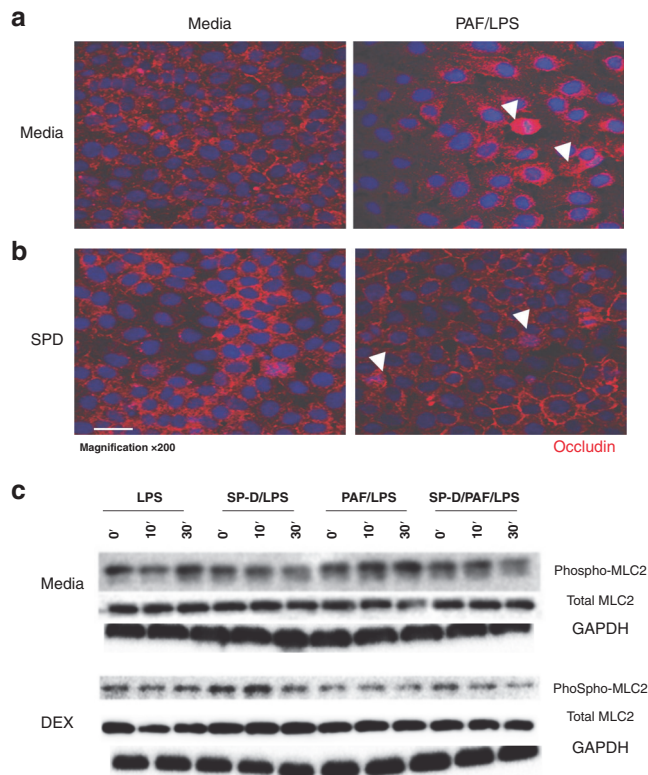 a
Media
PAF/LPS
Media
b
SPD
Magnification ×200
Occludin
c
LPS
SP-D/LPS
PAF/LPS
SP-D/PAF/LPS
0′ 10′ 30′ 0′ 10′ 30′ 0′ 10′ 30′ 0′ 10′ 30′
Media
Phospho-MLC2
Total MLC2
GAPDH
DEX
PhoSpho-MLC2
Total MLC2
GAPDH